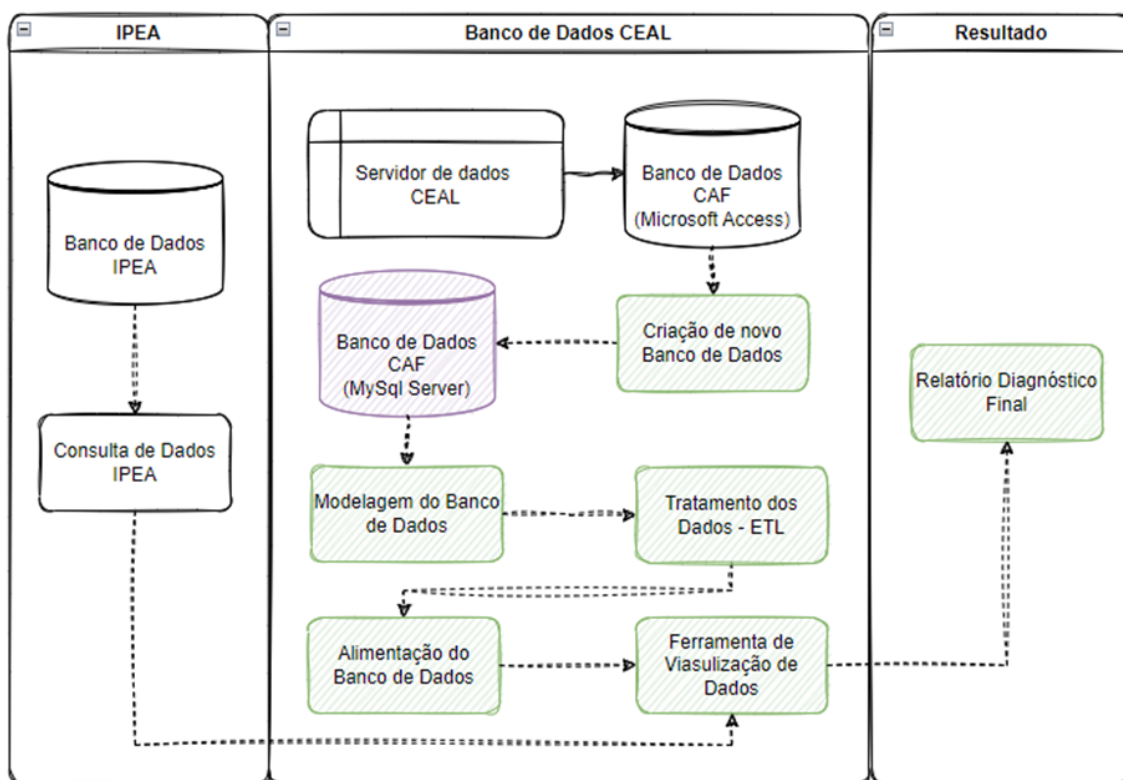 IPEA
Banco de Dados CEAL
Resultado
Servidor de dados
CEAL
Banco de Dados
CAF
(Microsoft Access)
Banco de Dados
IPEA
Banco de Dados
CAF
(MySql Server)
Criação de novo
Banco de Dados
Relatório Diagnóstico
Final
Consulta de Dados
IPEA
Modelagem do Banco
de Dados
Tratamento dos
Dados - ETL
Alimentação do
Banco de Dados
Ferramenta de
Viasulização de
Dados